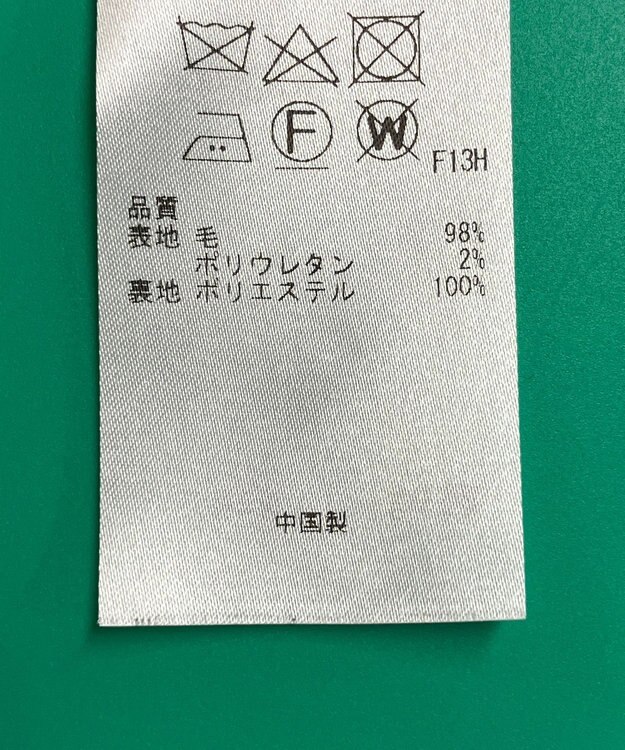 F W F13H
品質
表地 毛 98%
ポリウレタン 2%
裏地 ポリエステル 100%
中国製